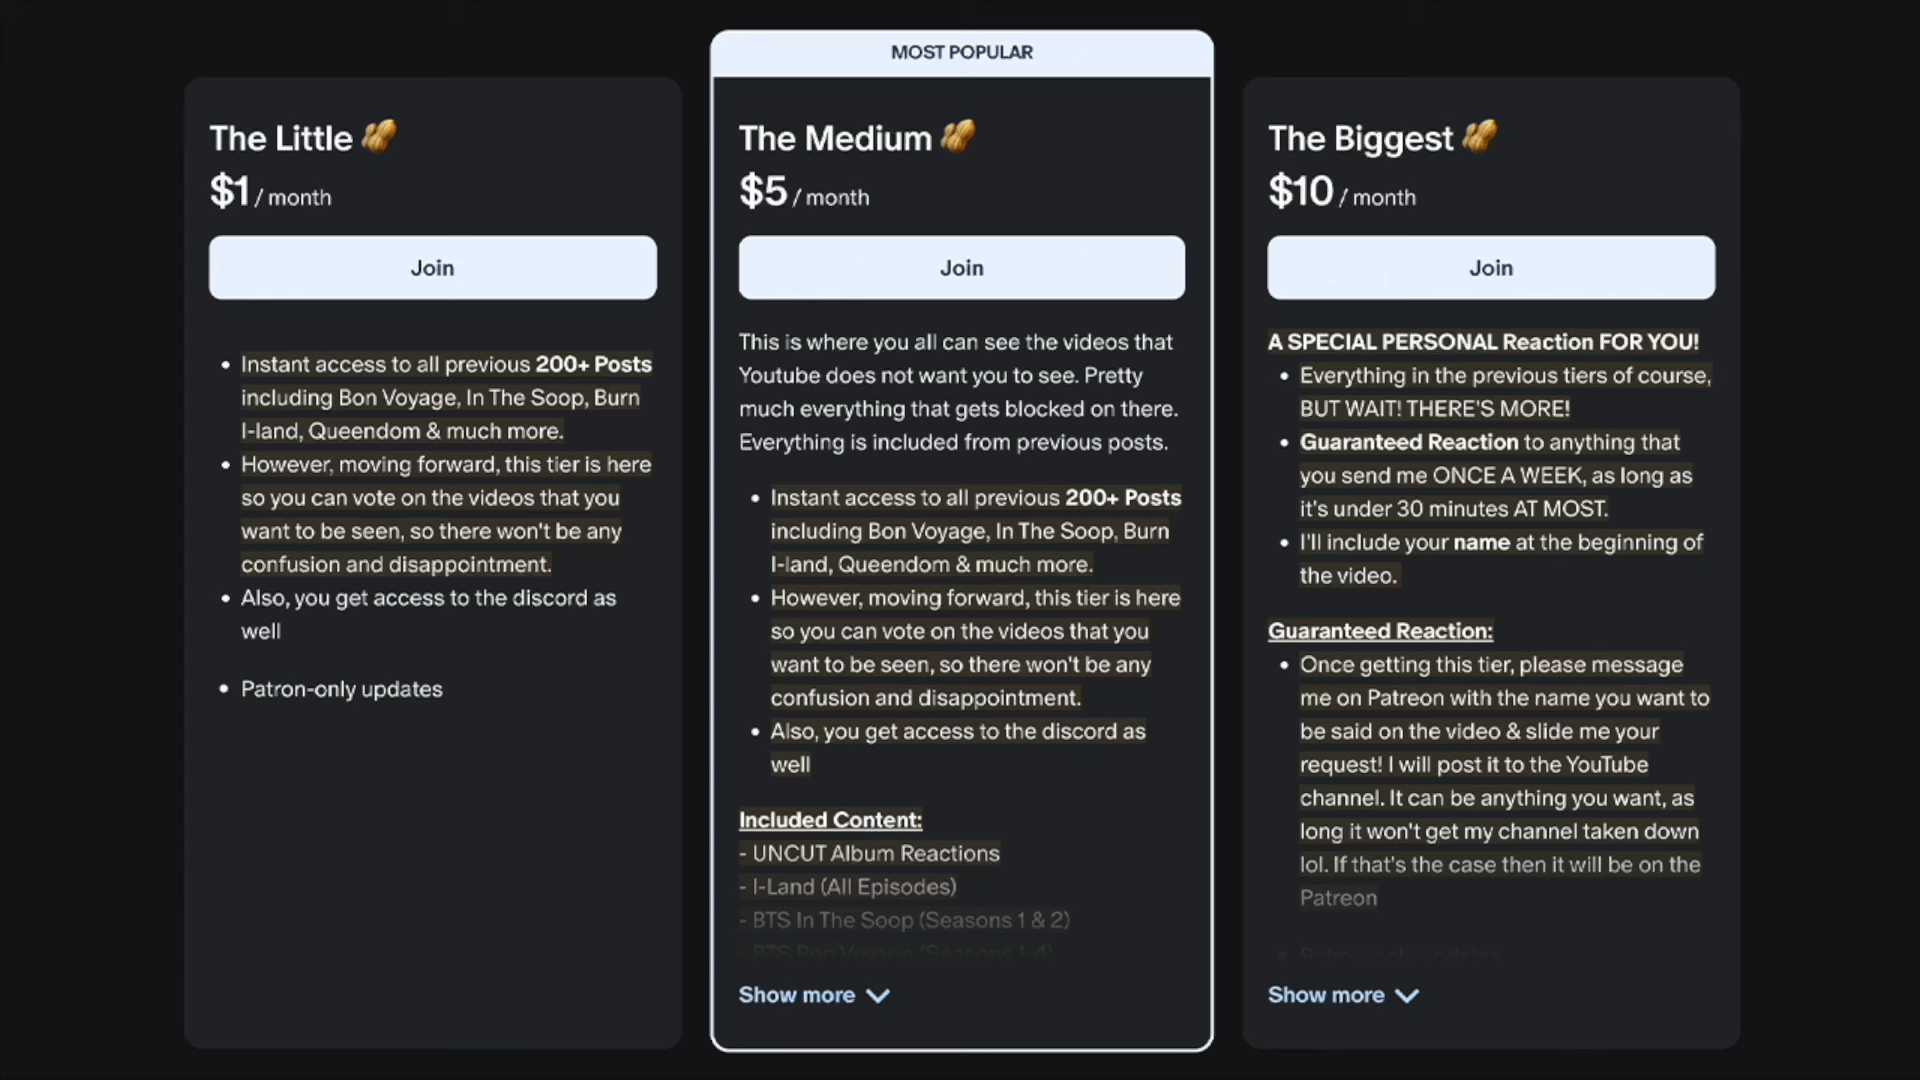 MOST POPULAR
The Little
$1 / month
Join
• Instant access to all previous 200+ Posts
including Bon Voyage, In The Soop, Burn
I-land, Queendom & much more.
• However, moving forward, this tier is here
so you can vote on the videos that you
want to be seen, so there won't be any
confusion and disappointment.
• Also, you get access to the discord as
well
• Patron-only updates
The Medium
$5 / month
Join
This is where you all can see the videos that
Youtube does not want you to see. Pretty
much everything that gets blocked on there.
Everything is included from previous posts.
• Instant access to all previous 200+ Posts
including Bon Voyage, In The Soop, Burn
I-land, Queendom & much more.
• However, moving forward, this tier is here
so you can vote on the videos that you
want to be seen, so there won't be any
confusion and disappointment.
• Also, you get access to the discord as
well
Included Content:
- UNCUT Album Reactions
- I-Land (All Episodes)
- BTS In The Soop (Seasons 1 & 2)
- BTS Bon Voyage (Seasons 1-4)
Show more
The Biggest
$10 / month
Join
A SPECIAL PERSONAL Reaction FOR YOU!
• Everything in the previous tiers of course,
BUT WAIT! THERE'S MORE!
• Guaranteed Reaction to anything that
you send me ONCE A WEEK, as long as
it's under 30 minutes AT MOST.
• I'll include your name at the beginning of
the video.
Guaranteed Reaction:
• Once getting this tier, please message
me on Patreon with the name you want to
be said on the video & slide me your
request! I will post it to the YouTube
channel. It can be anything you want, as
long it won't get my channel taken down
lol. If that's the case then it will be on the
Patreon
Show more